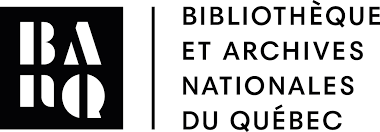 BA
nQ
BIBLIOTHÈQUE
ET ARCHIVES
NATIONALES
DU QUÉBEC